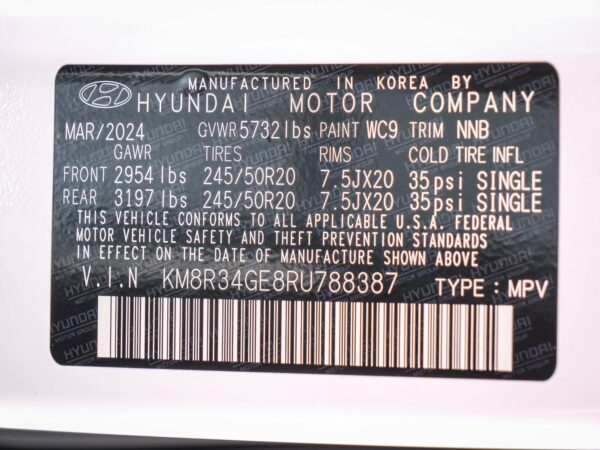 MANUFACTURED IN KOREA BY
HYUNDAI MOTOR COMPANY
MAR/2024 GVWR 5732 lbs PAINT WC9 TRIM NNB
GAWR TIRES RIMS COLD TIRE INFL
FRONT 2954 lbs 245/50R20 7.5JX20 35psi SINGLE
REAR 3197 lbs 245/50R20 7.5JX20 35psi SINGLE
THIS VEHICLE CONFORMS TO ALL APPLICABLE U.S.A. FEDERAL
MOTOR VEHICLE SAFETY AND THEFT PREVENTION STANDARDS
IN EFFECT ON THE DATE OF MANUFACTURE SHOWN ABOVE
V.I.N KM8R34GE8RU788387 TYPE : MPV